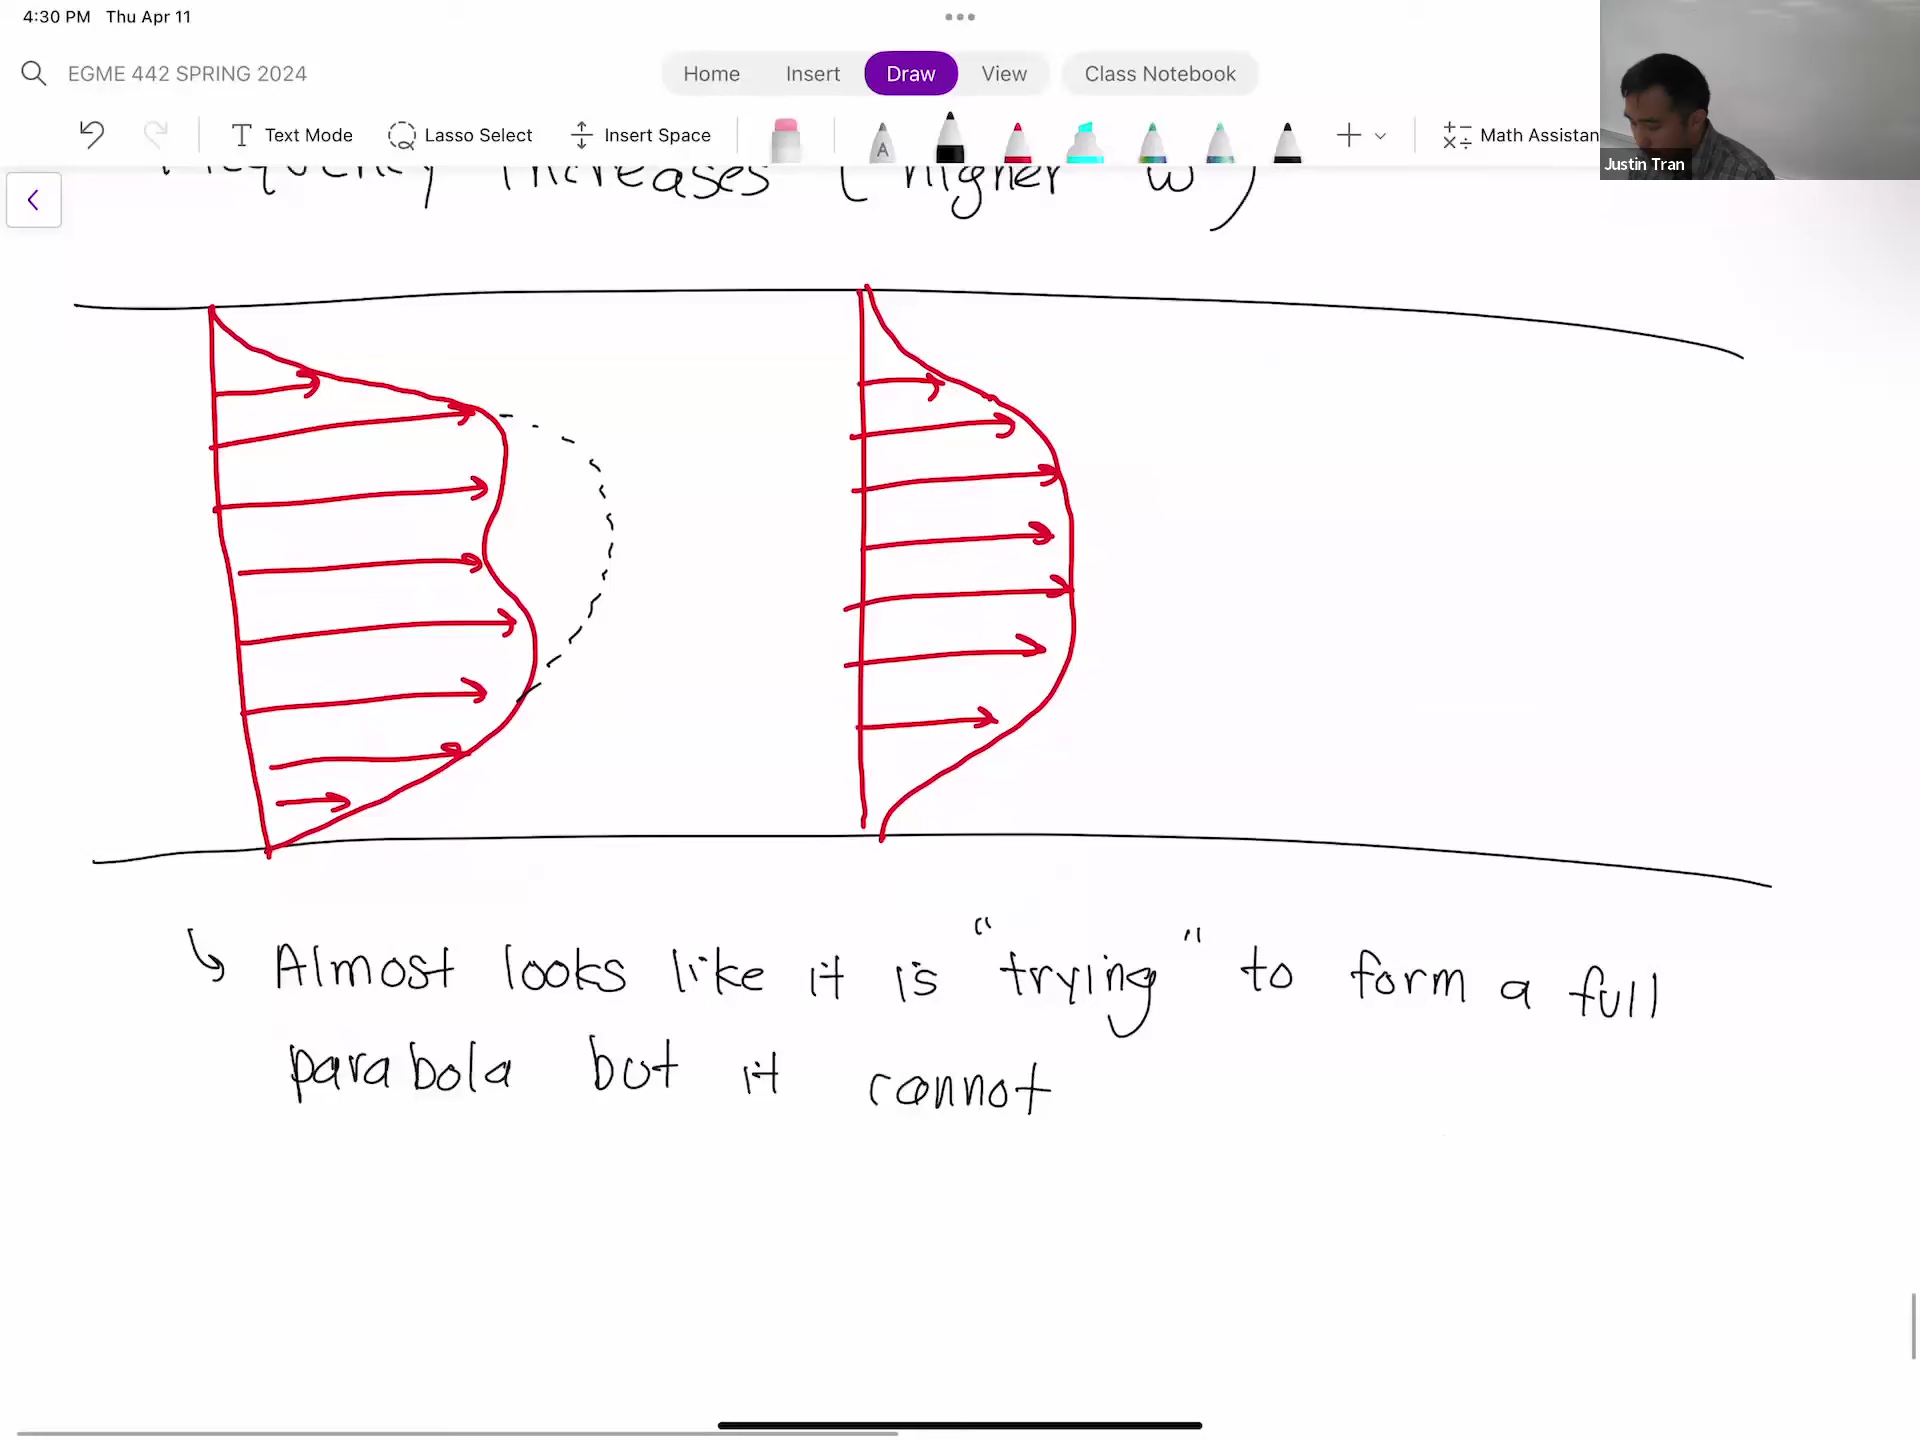 4:30 PM Thu Apr 11
EGME 442 SPRING 2024
Home Insert Draw View Class Notebook
Text Mode Lasso Select Insert Space A Math Assistan
Justin Tran
Frequency increases (higher ω)
↳ Almost looks like it is "trying" to form a full
parabola but it cannot